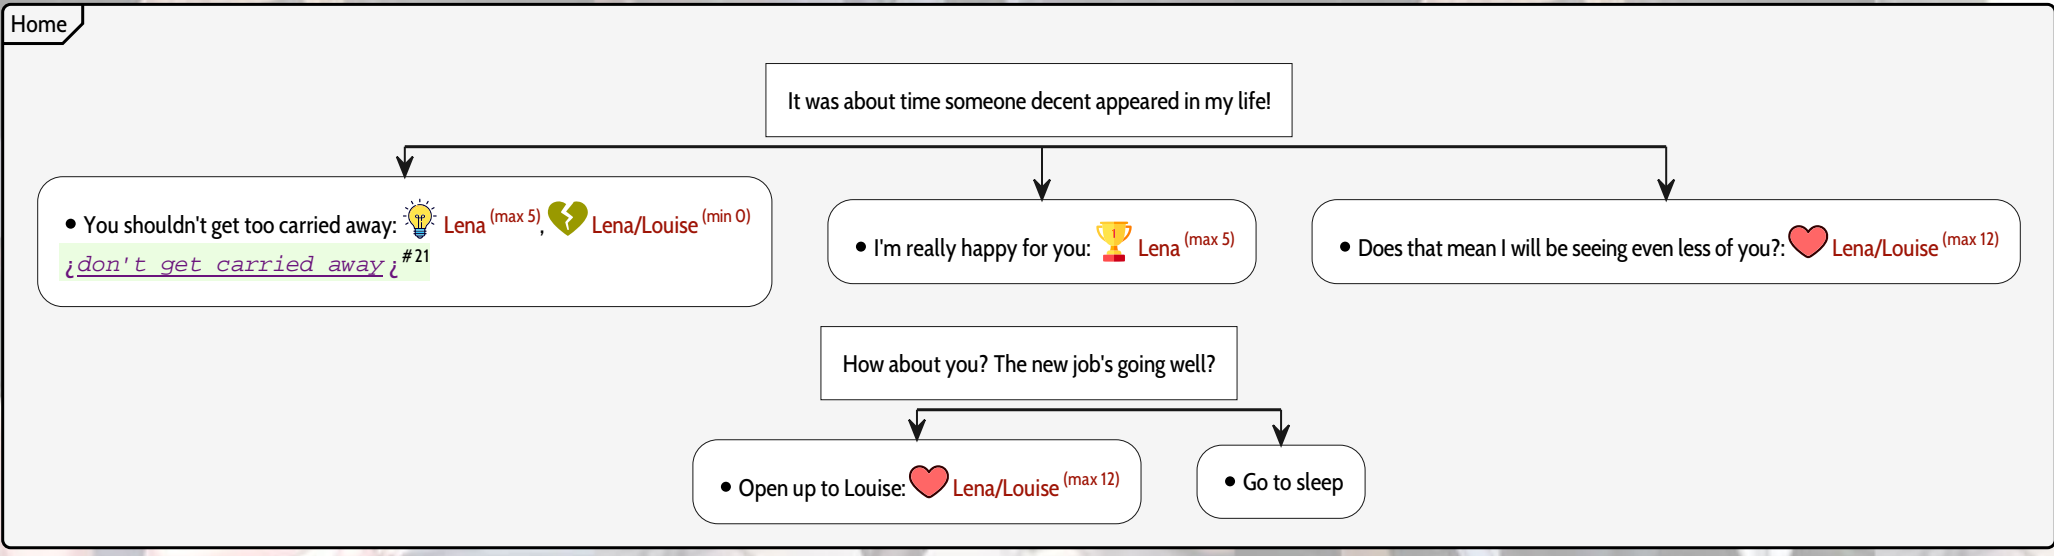 Home
It was about time someone decent appeared in my life!
• You shouldn't get too carried away: Lena (max 5), Lena/Louise (min 0)
¿don't get carried away¿ #21
• I'm really happy for you: Lena (max 5)
• Does that mean I will be seeing even less of you?: Lena/Louise (max 12)
How about you? The new job's going well?
• Open up to Louise: Lena/Louise (max 12)
• Go to sleep